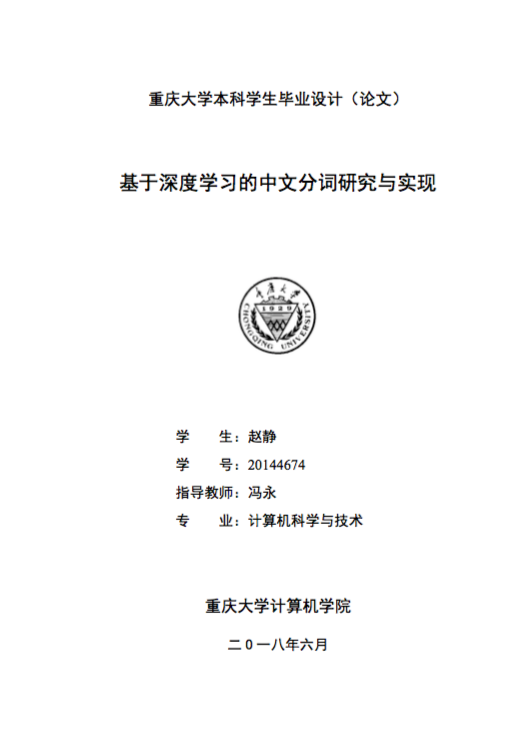 重庆大学本科学生毕业设计（论文）
基于深度学习的中文分词研究与实现
重庆大学
1929
CHONGQING UNIVERSITY
学　　生：赵静
学　　号：20144674
指导教师：冯永
专　　业：计算机科学与技术
重庆大学计算机学院
二0一八年六月